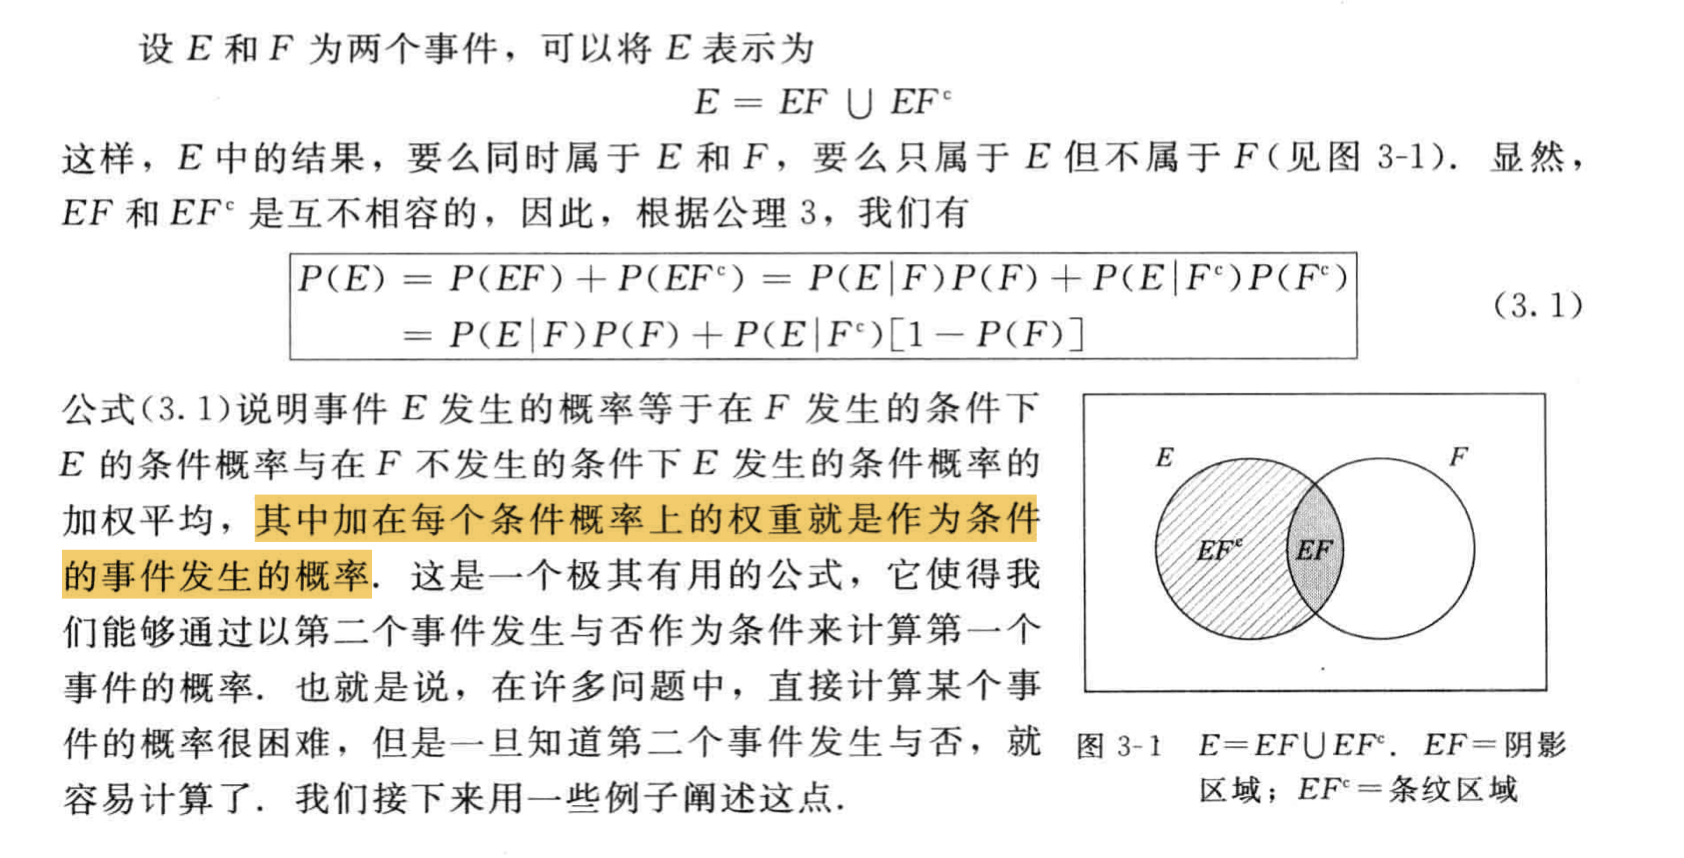 设 E 和 F 为两个事件，可以将 E 表示为
E = EF ∪ EFᶜ
这样，E 中的结果，要么同时属于 E 和 F，要么只属于 E 但不属于 F(见图 3-1). 显然，
EF 和 EFᶜ 是互不相容的，因此，根据公理 3，我们有
P(E) = P(EF) + P(EFᶜ) = P(E|F)P(F) + P(E|Fᶜ)P(Fᶜ)
= P(E|F)P(F) + P(E|Fᶜ)[1 − P(F)]
(3.1)
公式(3.1)说明事件 E 发生的概率等于在 F 发生的条件下
E 的条件概率与在 F 不发生的条件下 E 发生的条件概率的
加权平均，其中加在每个条件概率上的权重就是作为条件
的事件发生的概率. 这是一个极其有用的公式，它使得我
们能够通过以第二个事件发生与否作为条件来计算第一个
事件的概率. 也就是说，在许多问题中，直接计算某个事
件的概率很困难，但是一旦知道第二个事件发生与否，就
容易计算了. 我们接下来用一些例子阐述这点.
E F
EFᶜ EF
图 3-1 E=EF∪EFᶜ. EF=阴影
区域；EFᶜ=条纹区域